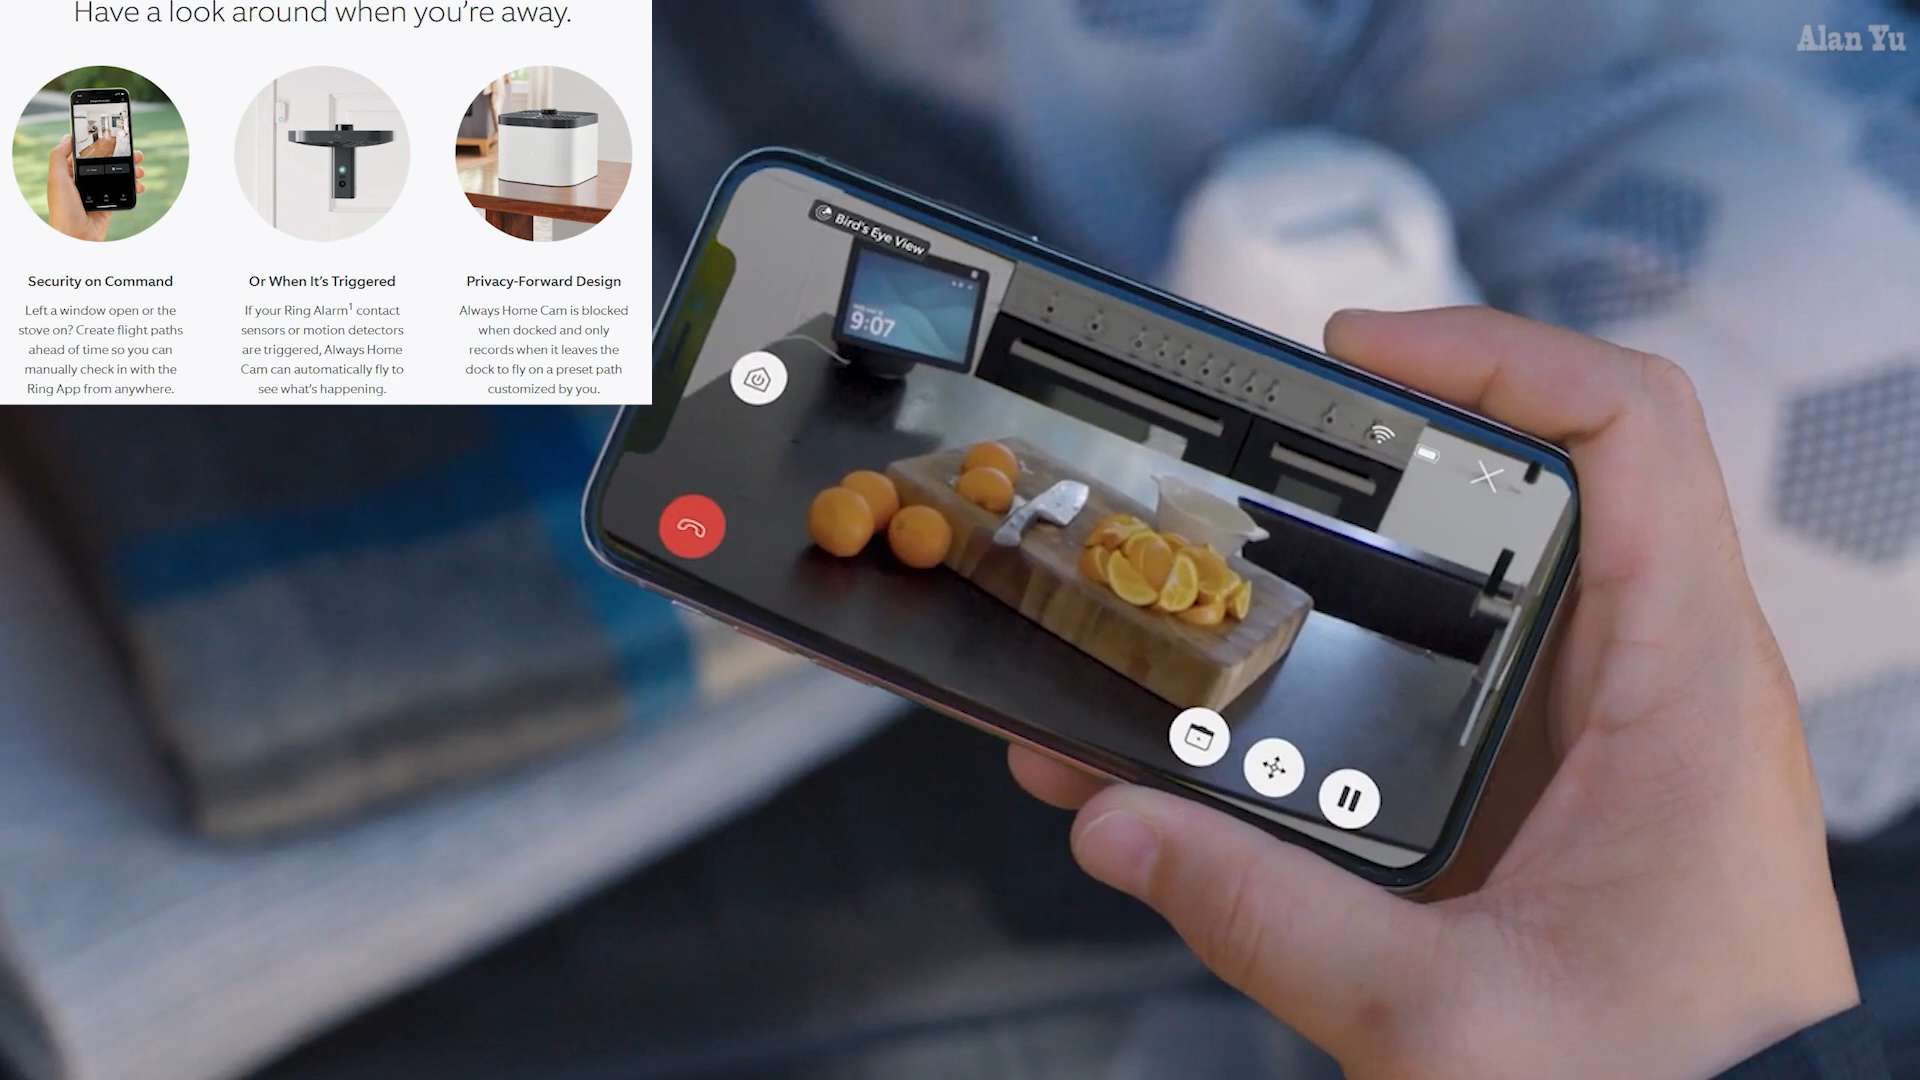 Have a look around when you’re away.
Security on Command
Left a window open or the
stove on? Create flight paths
ahead of time so you can
manually check in with the
Ring App from anywhere.
Or When It’s Triggered
If your Ring Alarm¹ contact
sensors or motion detectors
are triggered, Always Home
Cam can automatically fly to
see what’s happening.
Privacy-Forward Design
Always Home Cam is blocked
when docked and only
records when it leaves the
dock to fly on a preset path
customized by you.
Alan Yu
Bird's Eye View
9:07